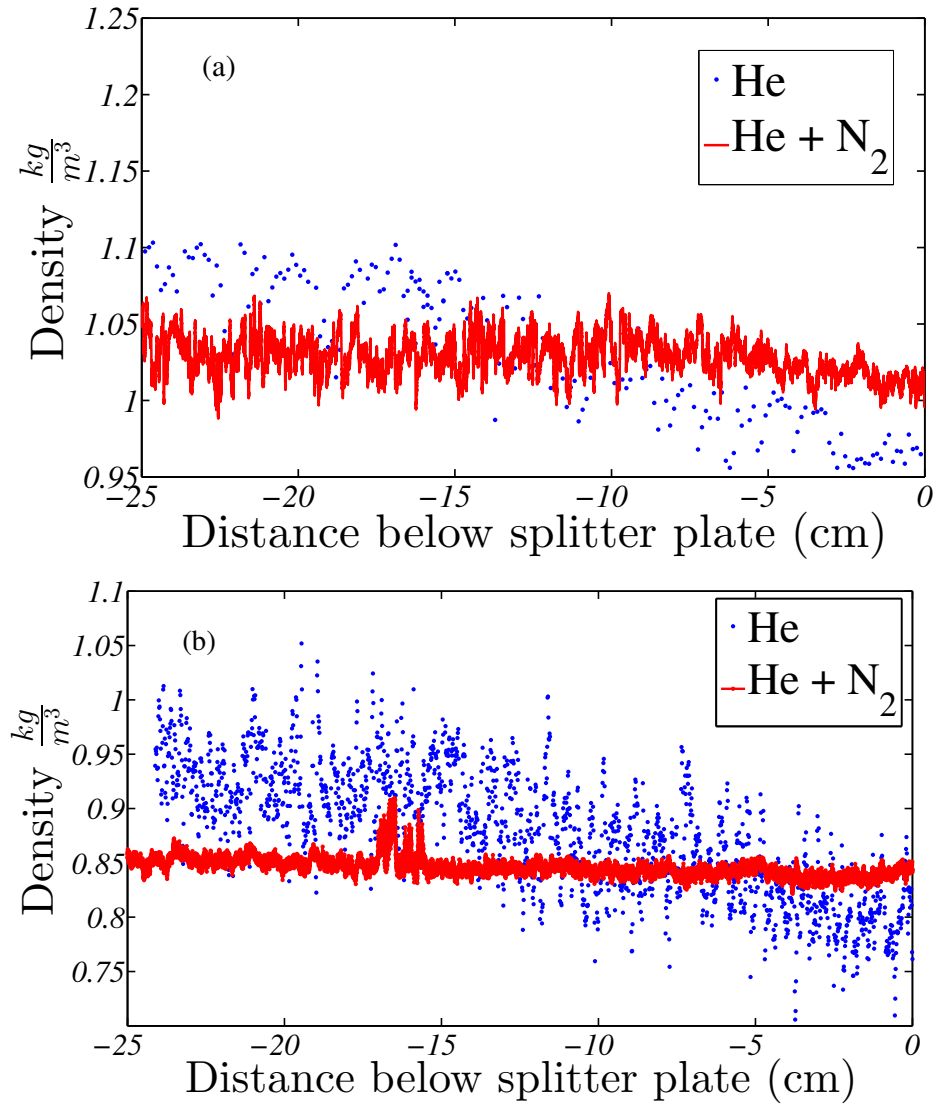 1.25
(a)
He
He + N₂
1.2
1.15
1.1
1.05
1
0.95
Density kg/m³
−25 −20 −15 −10 −5 0
Distance below splitter plate (cm)
1.1
(b)
He
He + N₂
1.05
1
0.95
0.9
0.85
0.8
0.75
Density kg/m³
−25 −20 −15 −10 −5 0
Distance below splitter plate (cm)